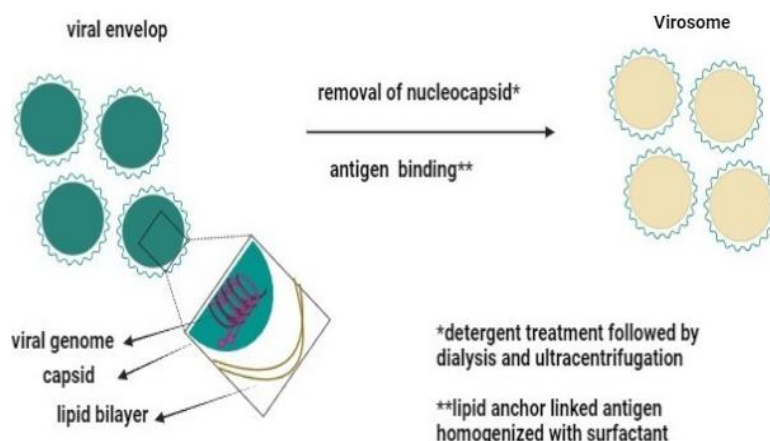 viral envelop
Virosome
removal of nucleocapsid*
antigen binding**
viral genome
capsid
lipid bilayer
*detergent treatment followed by
dialysis and ultracentrifugation
**lipid anchor linked antigen
homogenized with surfactant